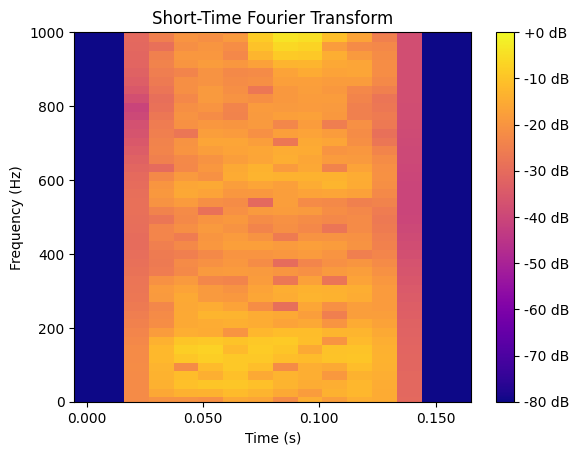 Short-Time Fourier Transform
1000
800
600
400
200
0
Frequency (Hz)
0.000
0.050
0.100
0.150
Time (s)
+0 dB
-10 dB
-20 dB
-30 dB
-40 dB
-50 dB
-60 dB
-70 dB
-80 dB